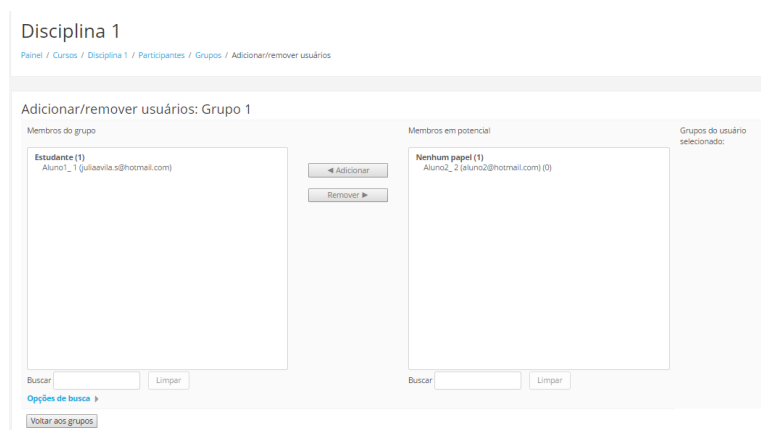 Disciplina 1
Painel / Cursos / Disciplina 1 / Participantes / Grupos / Adicionar/remover usuários
Adicionar/remover usuários: Grupo 1
Membros do grupo
Estudante (1)
Aluno1_ 1 (juliaavila.s@hotmail.com)
◄ Adicionar
Remover ►
Membros em potencial
Nenhum papel (1)
Aluno2_ 2 (aluno2@hotmail.com) (0)
Grupos do usuário
selecionado:
Buscar
Limpar
Buscar
Limpar
Opções de busca
Voltar aos grupos